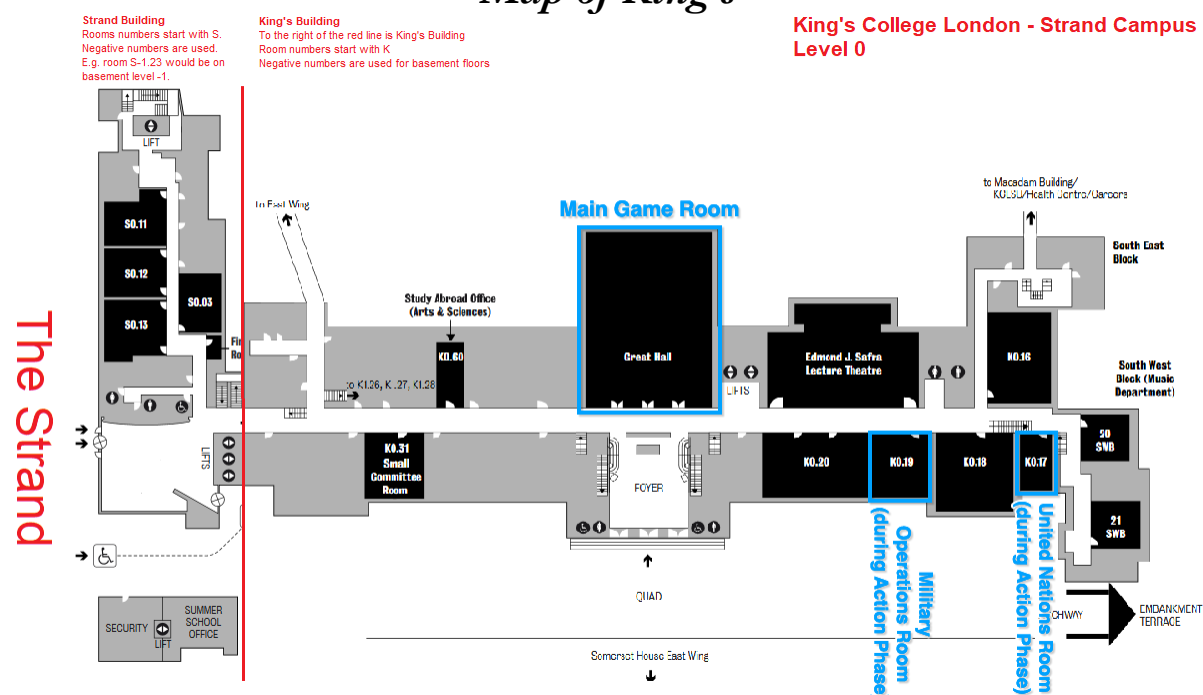 Map of King's
Strand Building
Rooms numbers start with S.
Negative numbers are used.
E.g. room S-1.23 would be on
basement level -1.
King's Building
To the right of the red line is King's Building
Room numbers start with K
Negative numbers are used for basement floors
King's College London - Strand Campus
Level 0
The Strand
LIFT
S0.11
S0.12
S0.13
S0.03
Fir
Ro
to East Wing
Study Abroad Office
(Arts & Sciences)
K0.60
to K1.26, K1.27, K1.28
Main Game Room
Great Hall
LIFTS
Edmond J. Safra
Lecture Theatre
to Macadam Building/
KCLSU/Health Centre/Careers
South East
Block
K0.16
South West
Block (Music
Department)
LIFTS
K0.31
Small
Committee
Room
FOYER
K0.20
K0.19
K0.18
K0.17
20
SWB
21
SWB
Military
Operations Room
(during Action Phase
United Nations Room
(during Action Phase)
QUAD
CHWAY
EMBANKMENT
TERRACE
SECURITY
LIFT
SUMMER
SCHOOL
OFFICE
Somerset House East Wing